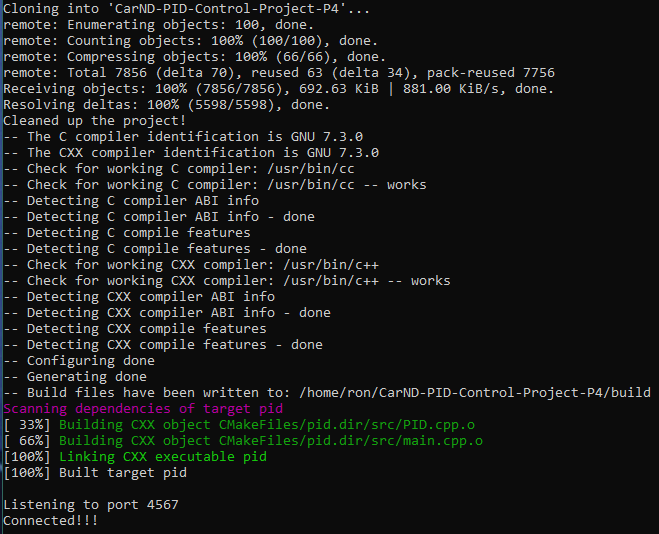 Cloning into 'CarND-PID-Control-Project-P4'...
remote: Enumerating objects: 100, done.
remote: Counting objects: 100% (100/100), done.
remote: Compressing objects: 100% (66/66), done.
remote: Total 7856 (delta 70), reused 63 (delta 34), pack-reused 7756
Receiving objects: 100% (7856/7856), 692.63 KiB | 881.00 KiB/s, done.
Resolving deltas: 100% (5598/5598), done.
Cleaned up the project!
-- The C compiler identification is GNU 7.3.0
-- The CXX compiler identification is GNU 7.3.0
-- Check for working C compiler: /usr/bin/cc
-- Check for working C compiler: /usr/bin/cc -- works
-- Detecting C compiler ABI info
-- Detecting C compiler ABI info - done
-- Detecting C compile features
-- Detecting C compile features - done
-- Check for working CXX compiler: /usr/bin/c++
-- Check for working CXX compiler: /usr/bin/c++ -- works
-- Detecting CXX compiler ABI info
-- Detecting CXX compiler ABI info - done
-- Detecting CXX compile features
-- Detecting CXX compile features - done
-- Configuring done
-- Generating done
-- Build files have been written to: /home/ron/CarND-PID-Control-Project-P4/build
Scanning dependencies of target pid
[ 33%] Building CXX object CMakeFiles/pid.dir/src/PID.cpp.o
[ 66%] Building CXX object CMakeFiles/pid.dir/src/main.cpp.o
[100%] Linking CXX executable pid
[100%] Built target pid
Listening to port 4567
Connected!!!